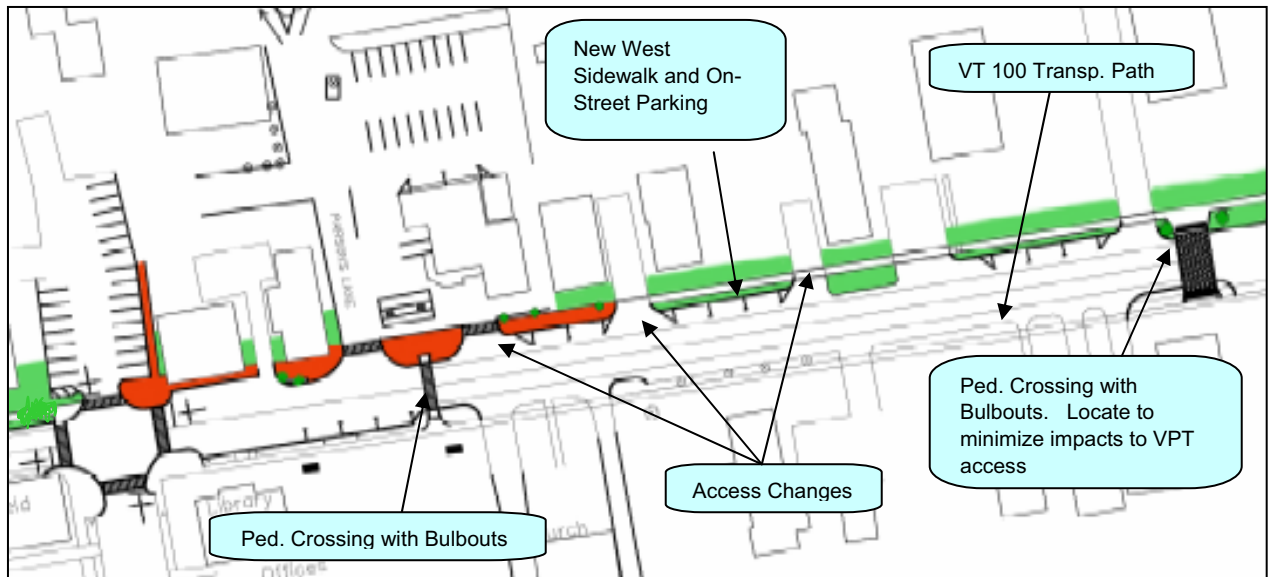 New West
Sidewalk and On-
Street Parking
VT 100 Transp. Path
PARSONS LANE
Ped. Crossing with
Bulbouts. Locate to
minimize impacts to VPT
access
Access Changes
Library
Offices
Ped. Crossing with Bulbouts